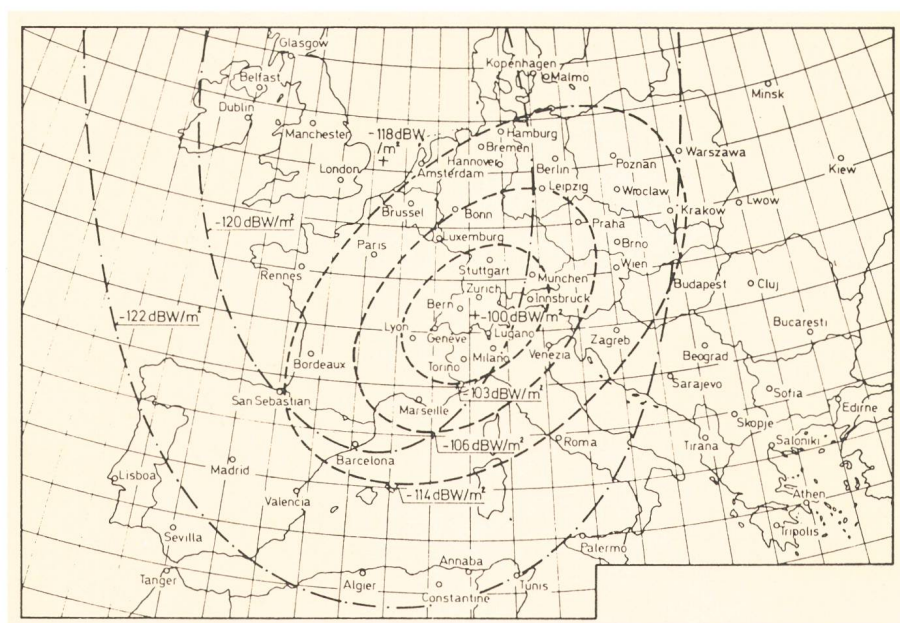 Glasgow
Kopenhagen
Malmo
Belfast
Minsk
Dublin
Manchester
-118dBW
/m²
Hamburg
Bremen
Hannover
Warszawa
Amsterdam
Berlin
Poznań
Kiew
London
Leipzig
Wroclaw
Lwow
Brussel
Bonn
Krakow
-120dBW/m²
Praha
Paris
Luxemburg
Brno
Rennes
Stuttgart
Wien
Munchen
Budapest
Cluj
Zürich
Innsbruck
Bern
-100dBW/m²
-122dBW/m²
Lyon
Genève
Lugano
Bucaresti
Zagreb
Milano
Venezia
Beograd
Bordeaux
Torino
Sarajevo
-103dBW/m²
Sofia
San Sebastian
Marseille
Edirne
Skopje
-106dBW/m²
Roma
Tirana
Saloniki
Barcelona
Madrid
Lisboa
-114dBW/m²
Valencia
Athen
Sevilla
Tripolis
Palermo
Annaba
Tanger
Algier
Tunis
Constantine